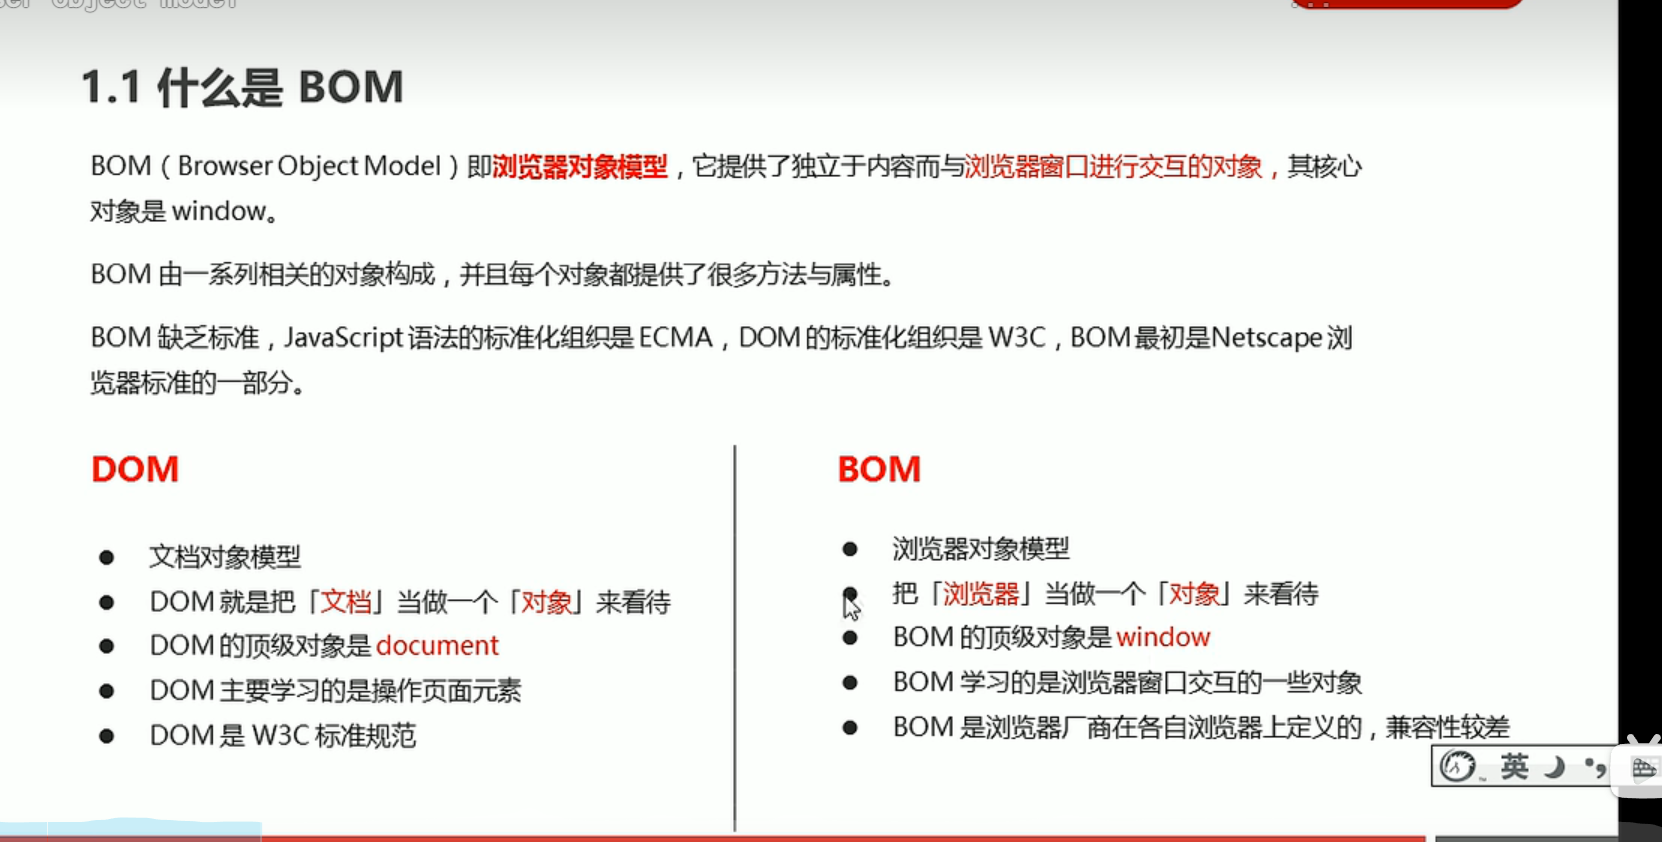 1.1 什么是 BOM
BOM（Browser Object Model）即浏览器对象模型，它提供了独立于内容而与浏览器窗口进行交互的对象，其核心
对象是 window。
BOM 由一系列相关的对象构成，并且每个对象都提供了很多方法与属性。
BOM 缺乏标准，JavaScript 语法的标准化组织是 ECMA，DOM 的标准化组织是 W3C，BOM 最初是Netscape 浏
览器标准的一部分。
DOM
文档对象模型
DOM 就是把「文档」当做一个「对象」来看待
DOM 的顶级对象是 document
DOM 主要学习的是操作页面元素
DOM 是 W3C 标准规范
BOM
浏览器对象模型
把「浏览器」当做一个「对象」来看待
BOM 的顶级对象是 window
BOM 学习的是浏览器窗口交互的一些对象
BOM 是浏览器厂商在各自浏览器上定义的，兼容性较差
英